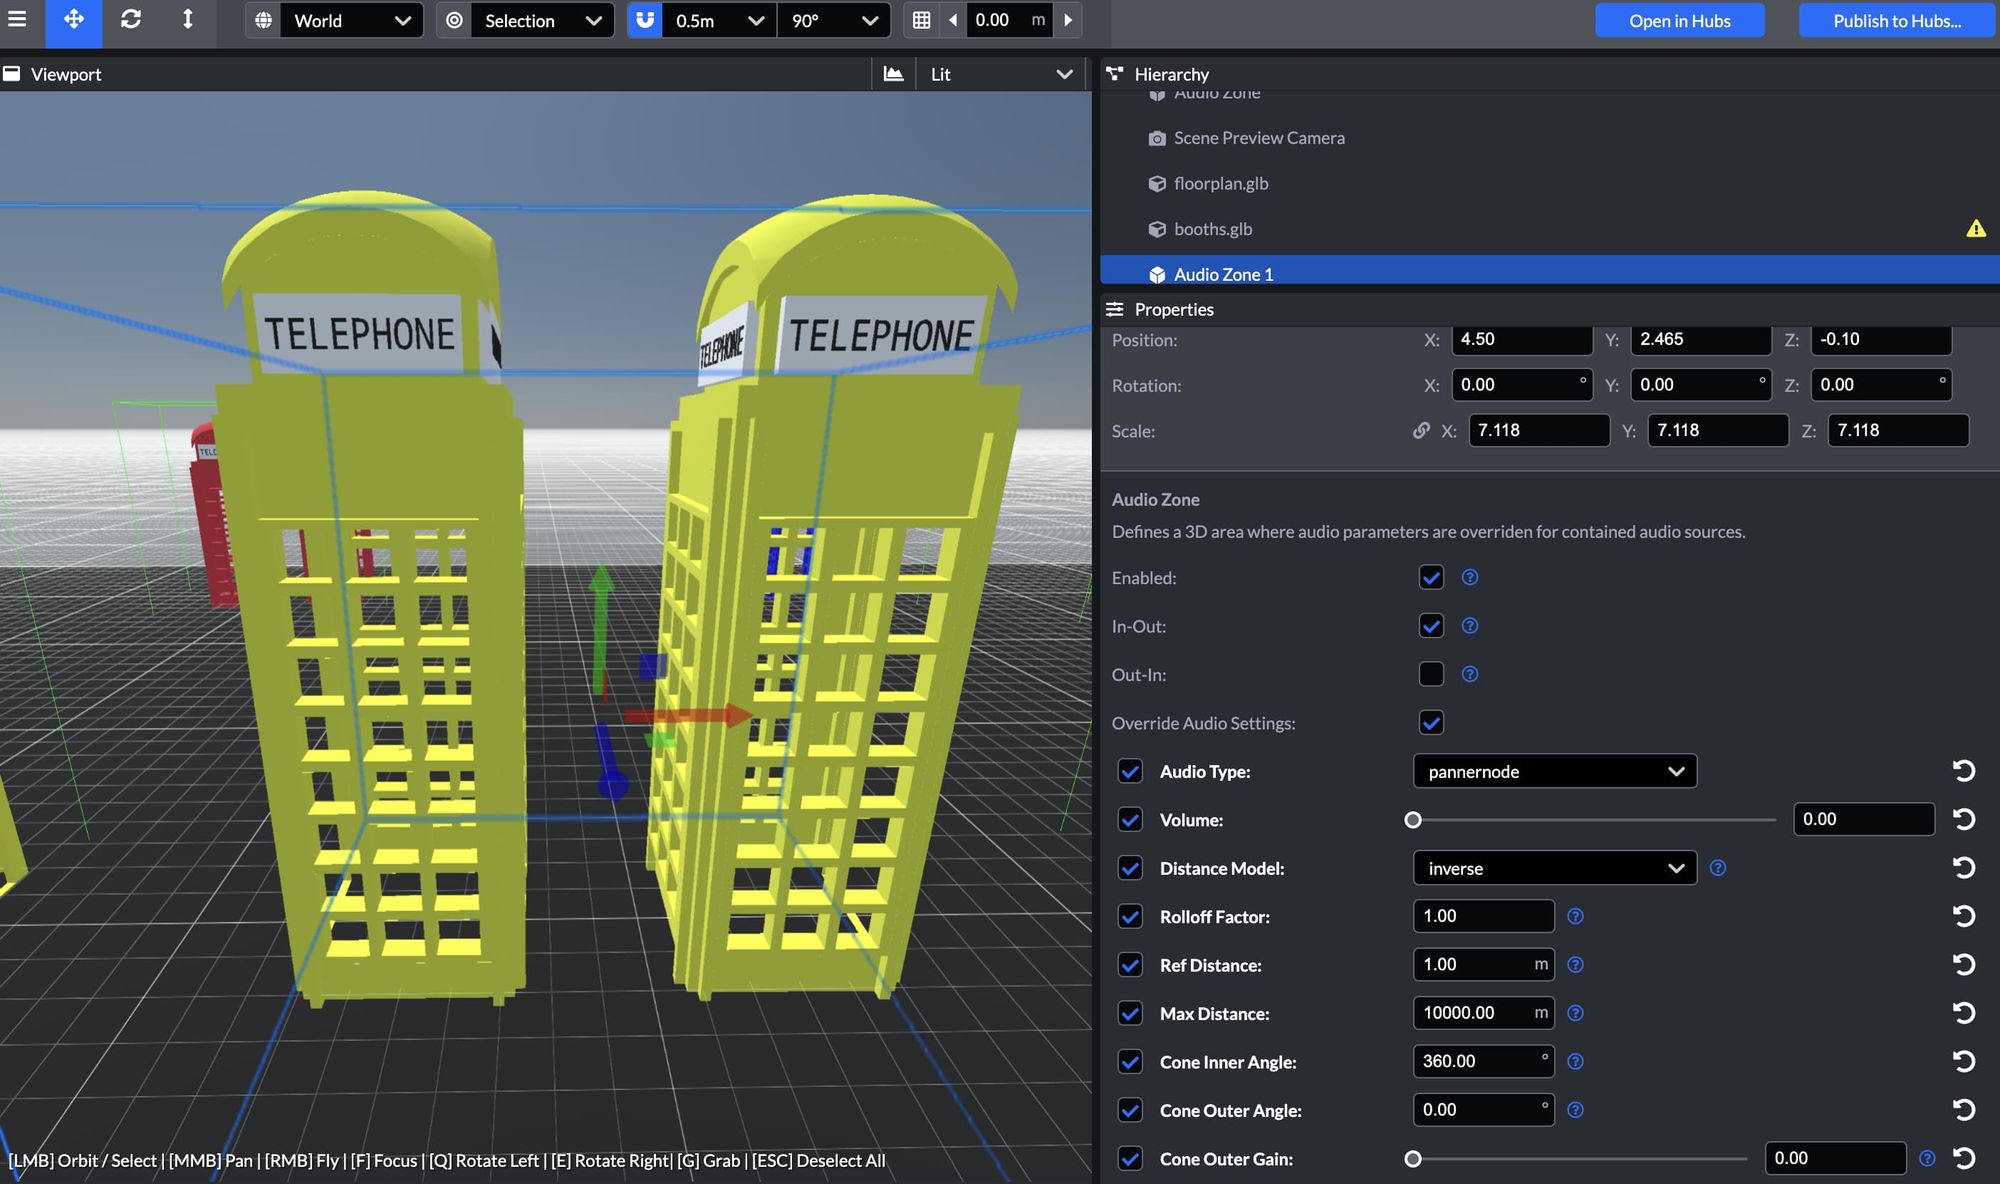 World
Selection
0.5m
90°
0.00 m
Open in Hubs
Publish to Hubs...
Viewport
Lit
TELEPHONE
TELEPHONE
TELEPHONE
[LMB] Orbit / Select | [MMB] Pan | [RMB] Fly | [F] Focus | [Q] Rotate Left | [E] Rotate Right| [G] Grab | [ESC] Deselect All
Hierarchy
Audio Zone
Scene Preview Camera
floorplan.glb
booths.glb
Audio Zone 1
Properties
Position: X: 4.50 Y: 2.465 Z: -0.10
Rotation: X: 0.00 ° Y: 0.00 ° Z: 0.00 °
Scale: X: 7.118 Y: 7.118 Z: 7.118
Audio Zone
Defines a 3D area where audio parameters are overriden for contained audio sources.
Enabled:
In-Out:
Out-In:
Override Audio Settings:
Audio Type: pannernode
Volume: 0.00
Distance Model: inverse
Rolloff Factor: 1.00
Ref Distance: 1.00 m
Max Distance: 10000.00 m
Cone Inner Angle: 360.00 °
Cone Outer Angle: 0.00 °
Cone Outer Gain: 0.00